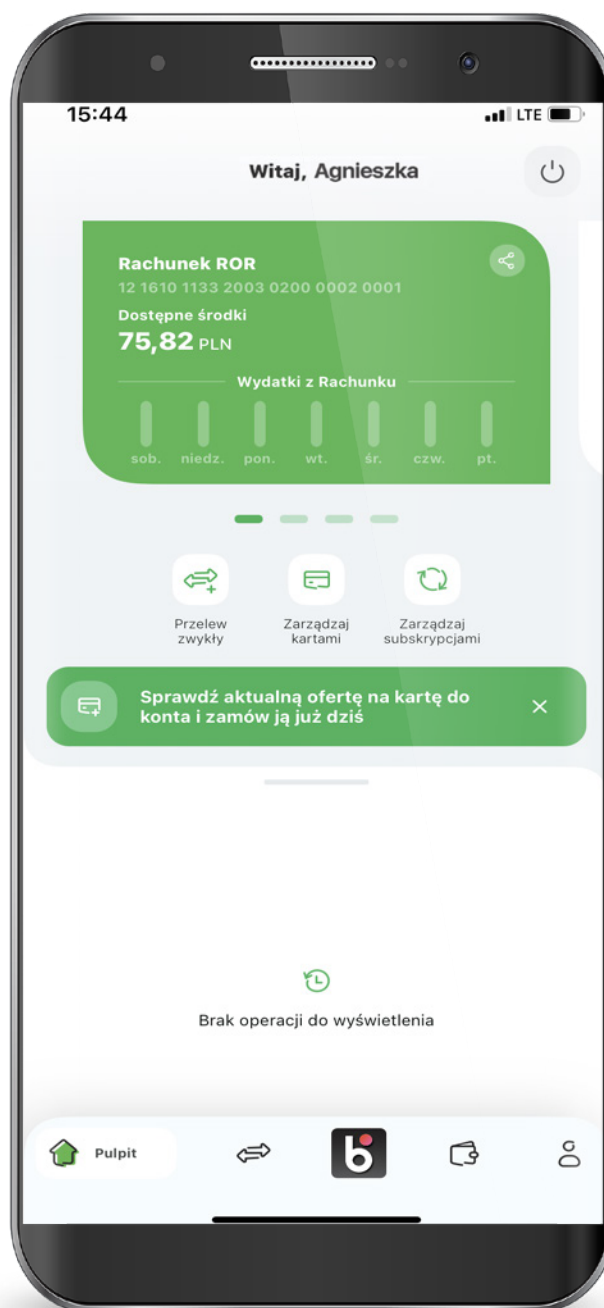 15:44
LTE
Witaj, Agnieszka
Rachunek ROR
12 1610 1133 2003 0200 0002 0001
Dostępne środki
75,82 PLN
Wydatki z Rachunku
sob. niedz. pon. wt. śr. czw. pt.
Przelew
zwykły
Zarządzaj
kartami
Zarządzaj
subskrypcjami
Sprawdź aktualną ofertę na kartę do
konta i zamów ją już dziś
Brak operacji do wyświetlenia
Pulpit
b